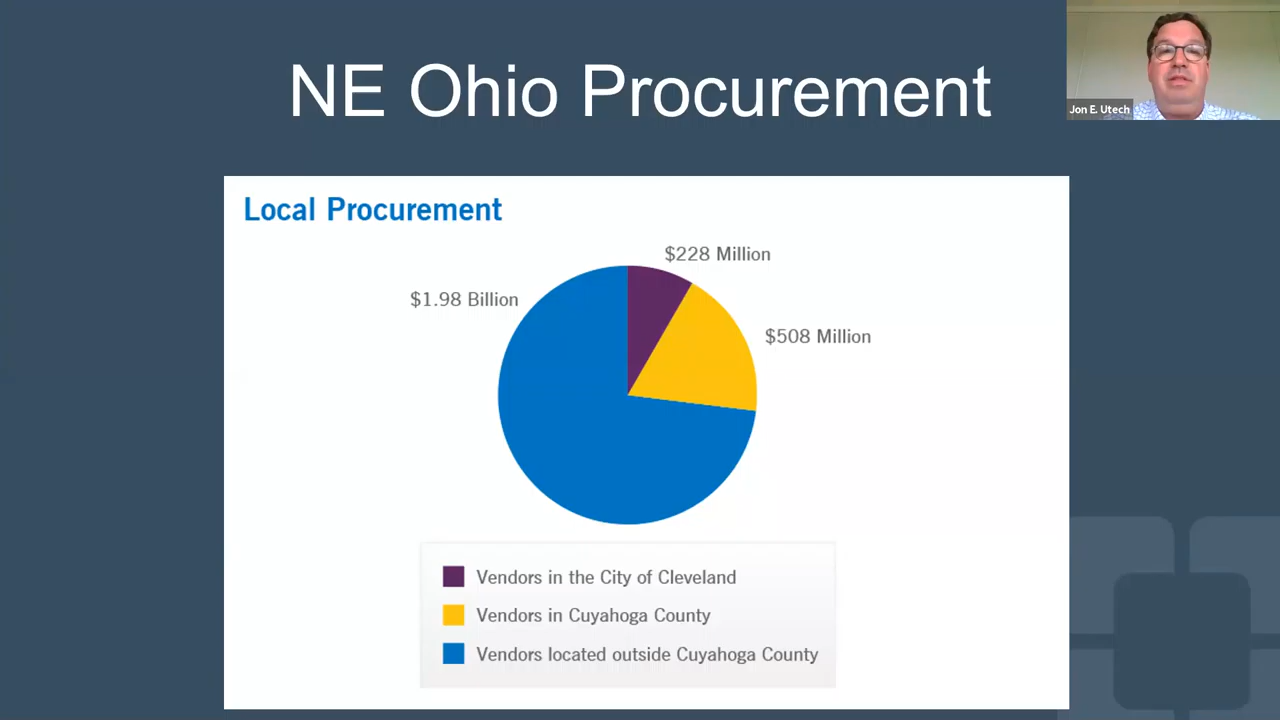 NE Ohio Procurement
Jon E. Utech
Local Procurement
$228 Million
$1.98 Billion
$508 Million
Vendors in the City of Cleveland
Vendors in Cuyahoga County
Vendors located outside Cuyahoga County